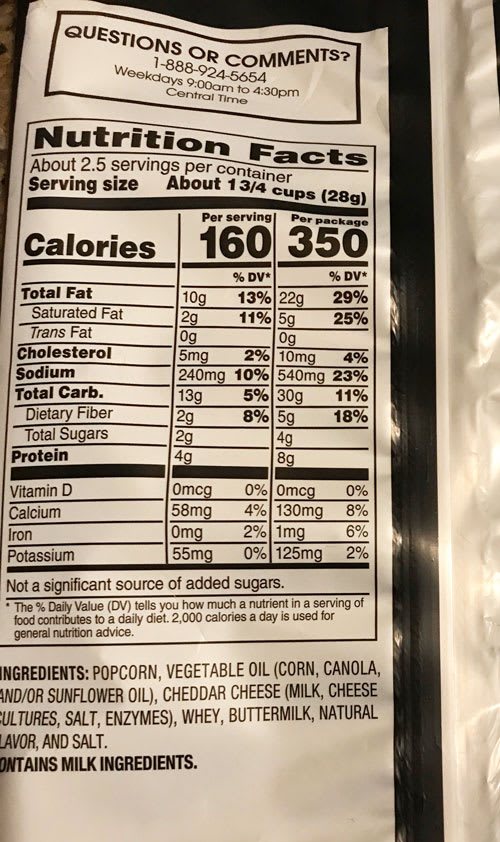 QUESTIONS OR COMMENTS?
1-888-924-5654
Weekdays 9:00am to 4:30pm
Central Time
Nutrition Facts
About 2.5 servings per container
Serving size About 1 3/4 cups (28g)
Per serving Per package
Calories 160 350
% DV* % DV*
Total Fat 10g 13% 22g 29%
Saturated Fat 2g 11% 5g 25%
Trans Fat 0g 0g
Cholesterol 5mg 2% 10mg 4%
Sodium 240mg 10% 540mg 23%
Total Carb. 13g 5% 30g 11%
Dietary Fiber 2g 8% 5g 18%
Total Sugars 2g 4g
Protein 4g 8g
Vitamin D 0mcg 0% 0mcg 0%
Calcium 58mg 4% 130mg 8%
Iron 0mg 2% 1mg 6%
Potassium 55mg 0% 125mg 2%
Not a significant source of added sugars.
* The % Daily Value (DV) tells you how much a nutrient in a serving of
food contributes to a daily diet. 2,000 calories a day is used for
general nutrition advice.
INGREDIENTS: POPCORN, VEGETABLE OIL (CORN, CANOLA,
AND/OR SUNFLOWER OIL), CHEDDAR CHEESE (MILK, CHEESE
CULTURES, SALT, ENZYMES), WHEY, BUTTERMILK, NATURAL
LAVOR, AND SALT.
ONTAINS MILK INGREDIENTS.